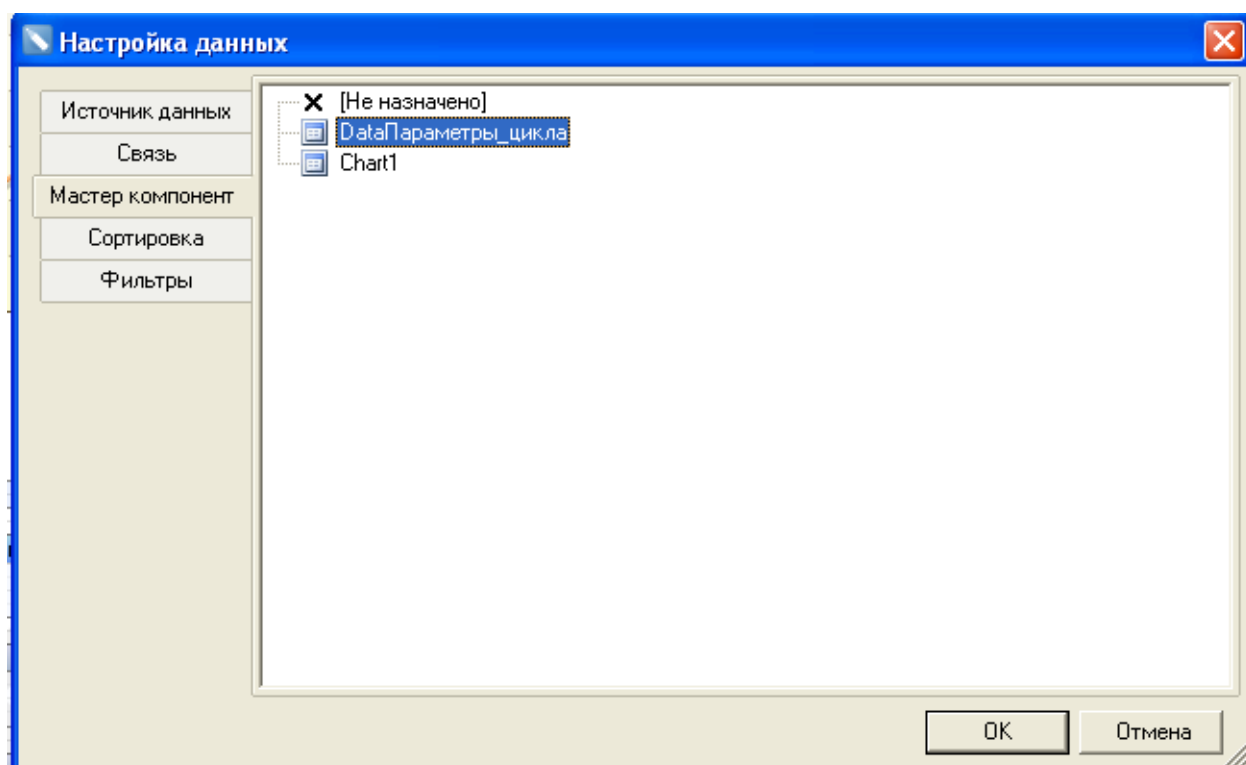 Настройка данных
Источник данных
Связь
Мастер компонент
Сортировка
Фильтры
[Не назначено]
DataПараметры_цикла
Chart1
OK
Отмена